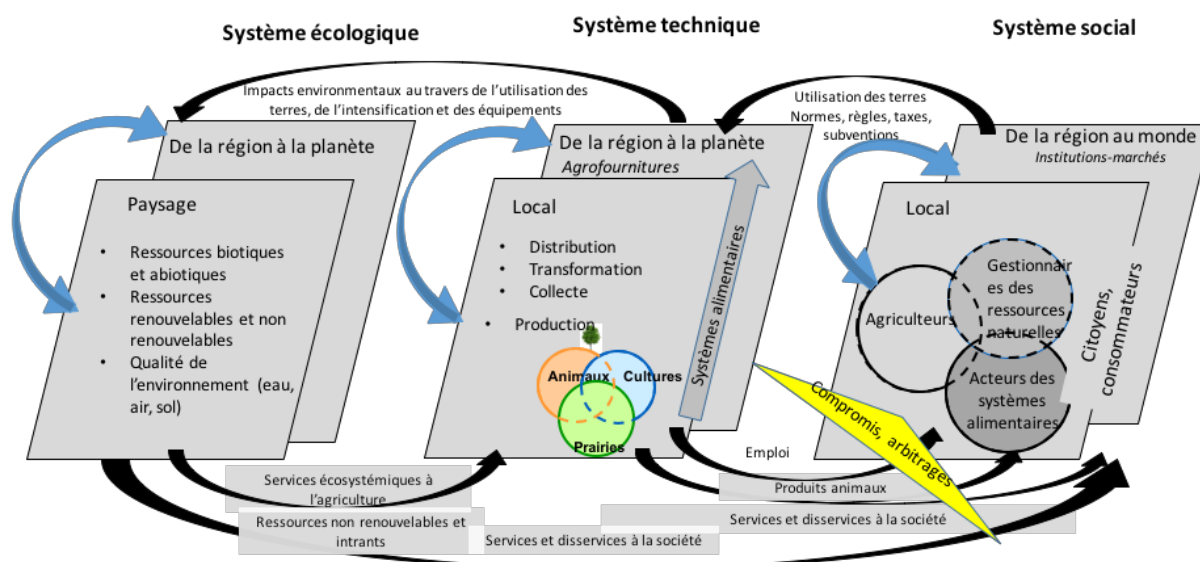 Système écologique
Système technique
Système social
Impacts environmentaux au travers de l'utilisation des
terres, de l'intensification et des équipements
Utilisation des terres
Normes, règles, taxes,
subventions
De la région à la planète
De la région à la planète
Agrofournitures
De la région au monde
Institutions-marchés
Paysage
• Ressources biotiques
et abiotiques
• Ressources
renouvelables et non
renouvelables
• Qualité de
l'environnement (eau,
air, sol)
Local
• Distribution
• Transformation
• Collecte
• Production
Animaux
Cultures
Prairies
Systèmes alimentaires
Local
Agriculteurs
Gestionnair
es des
ressources
naturelles
Acteurs des
systèmes
alimentaires
Citoyens,
consommateurs
Compromis, arbitrages
Emploi
Services écosystémiques à
l'agriculture
Produits animaux
Ressources non renouvelables et
intrants
Services et disservices à la société
Services et disservices à la société